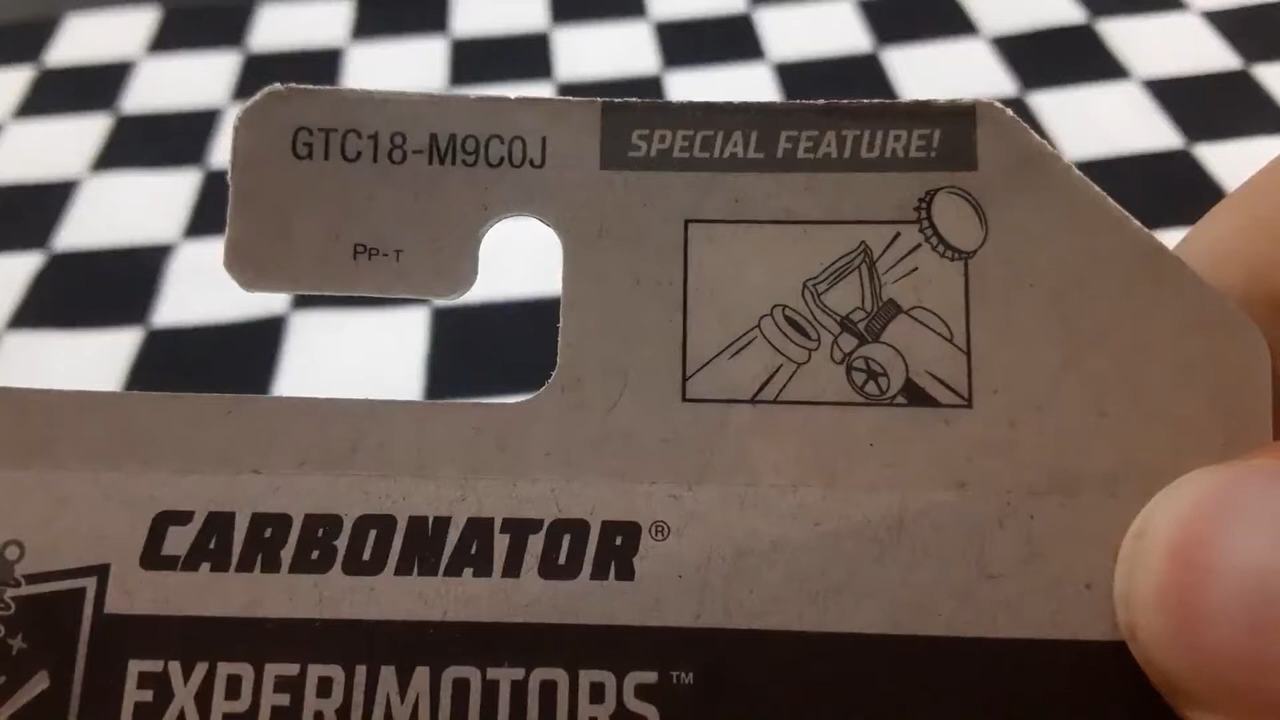 GTC18-M9C0J
SPECIAL FEATURE!
PP-T
CARBONATOR®
EXPERIMOTORS™